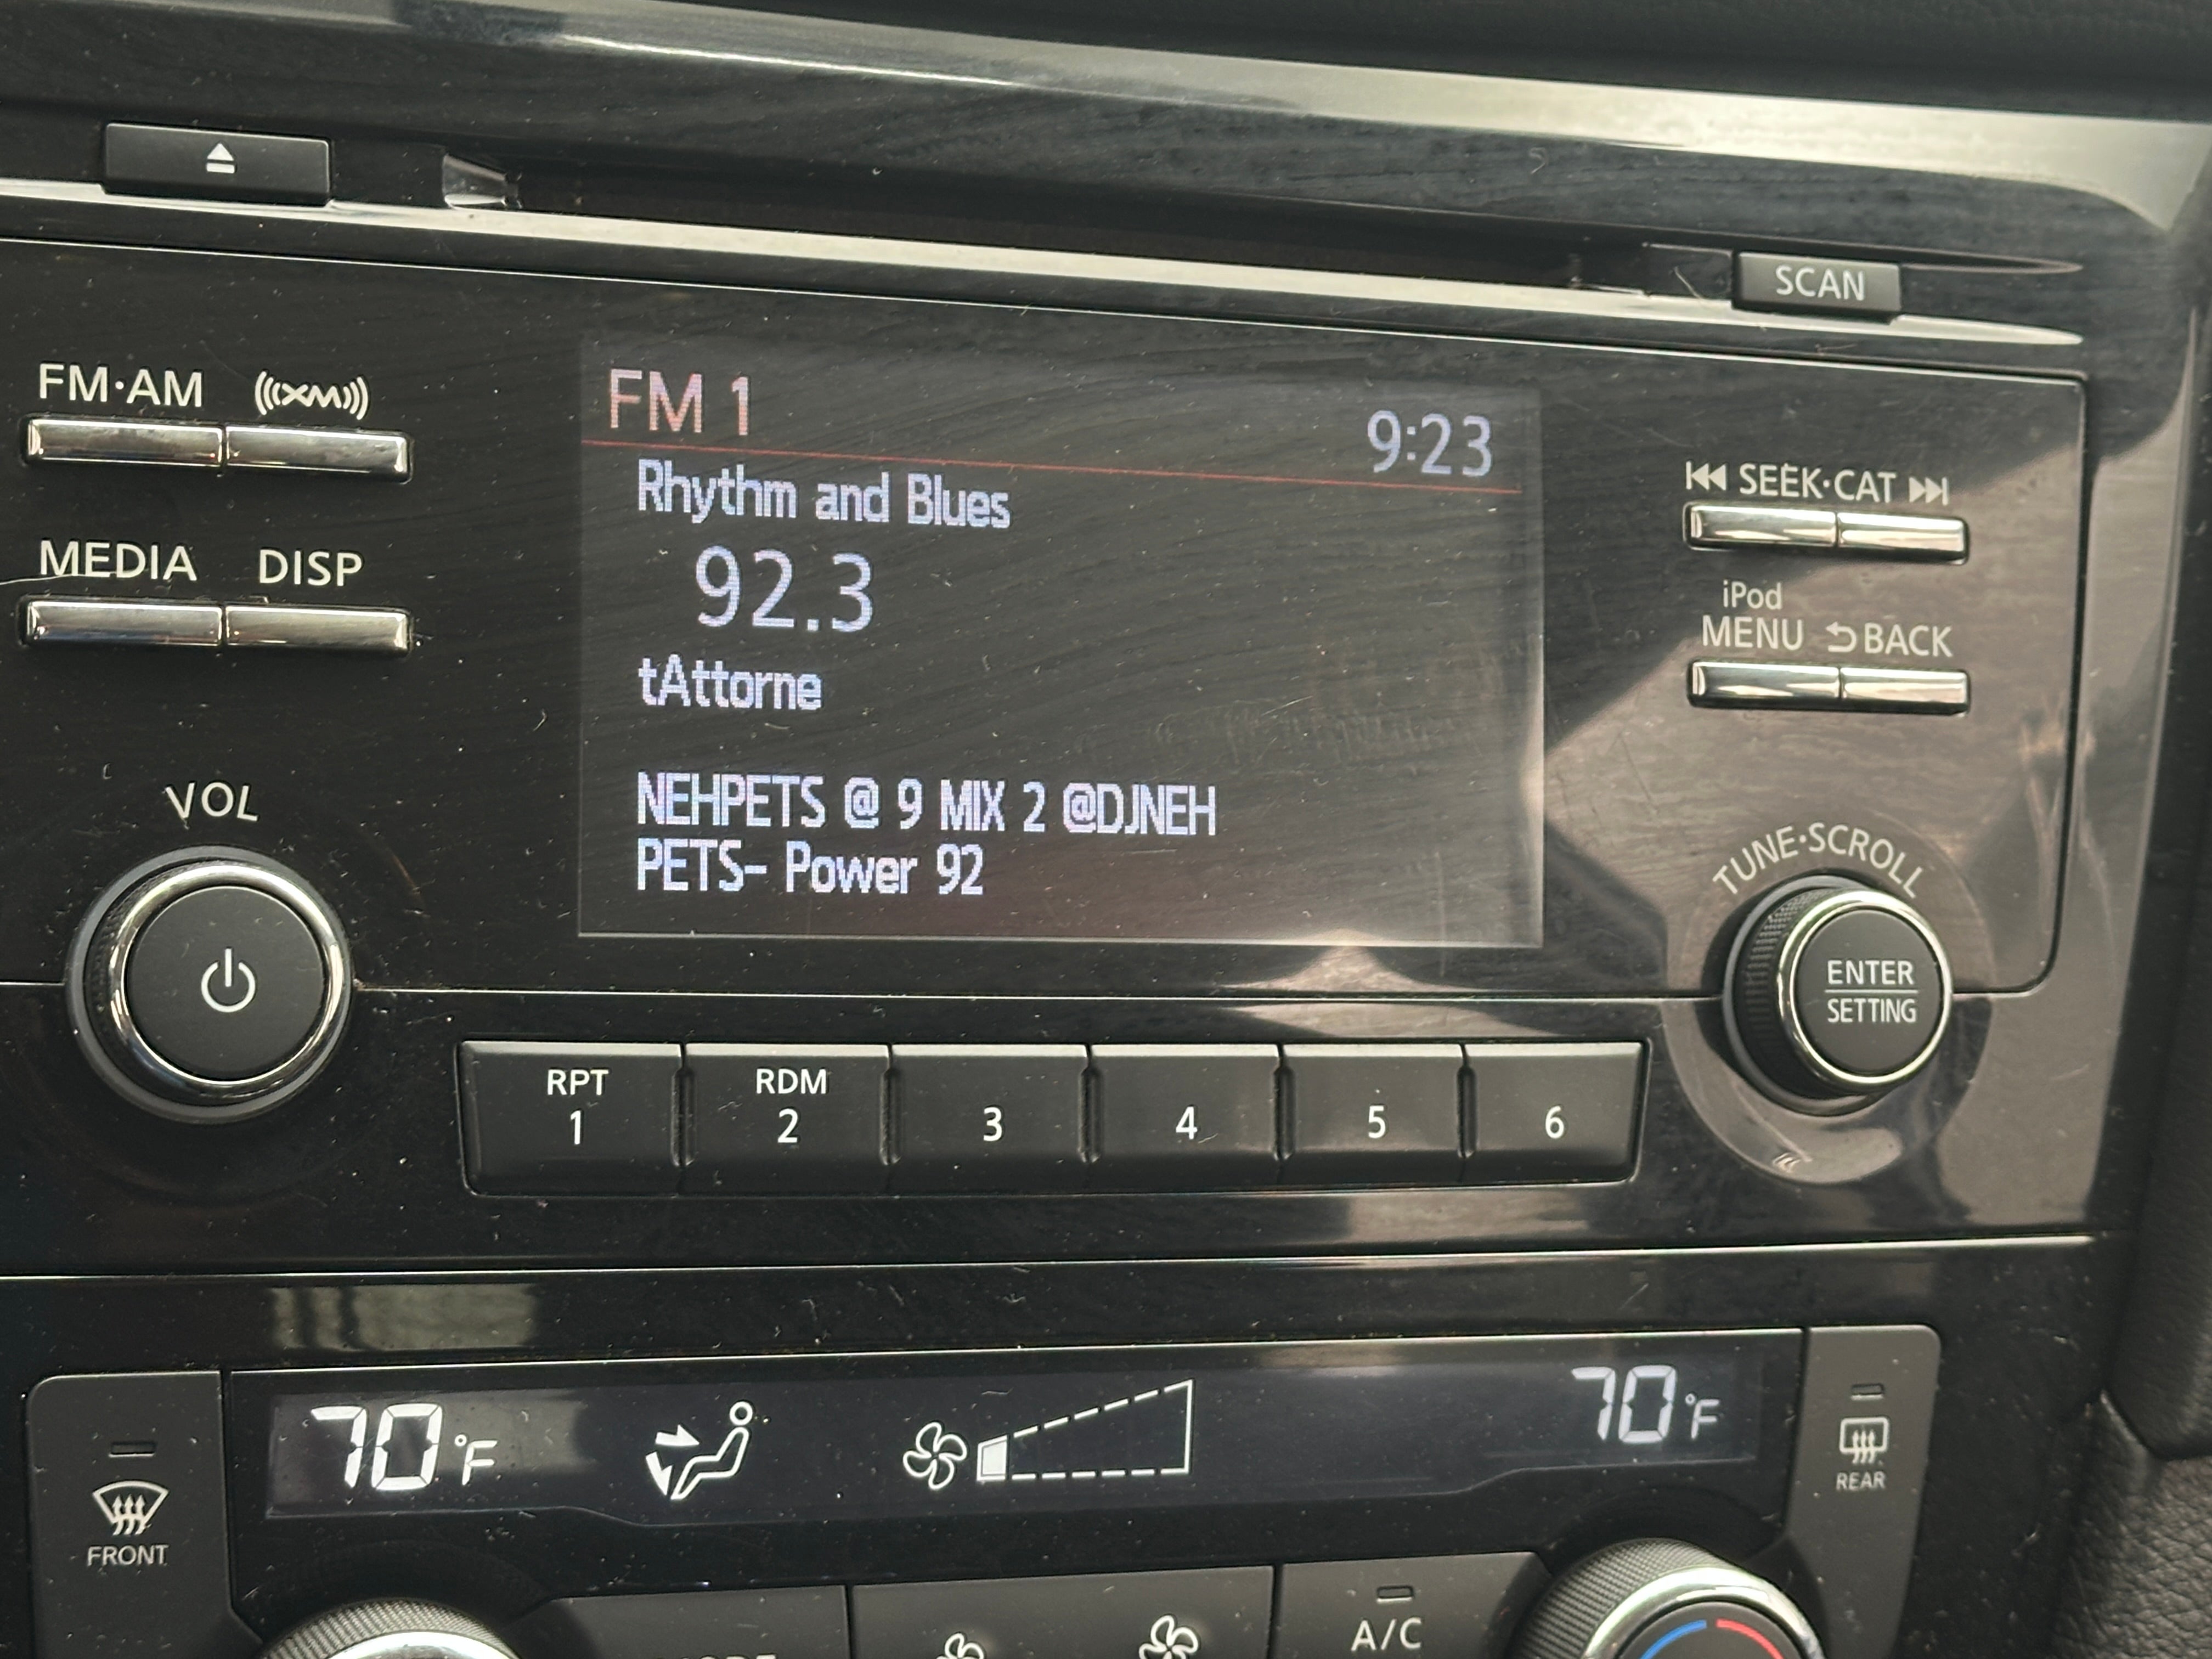 SCAN
FM·AM
XM
FM 1
9:23
Rhythm and Blues
SEEK·CAT
92.3
MEDIA
DISP
iPod
MENU
BACK
tAttorne
NEHPETS @ 9 MIX 2 @DJNEH
PETS- Power 92
VOL
TUNE·SCROLL
ENTER
SETTING
RPT
1
RDM
2
3
4
5
6
70°F
70°F
FRONT
REAR
A/C